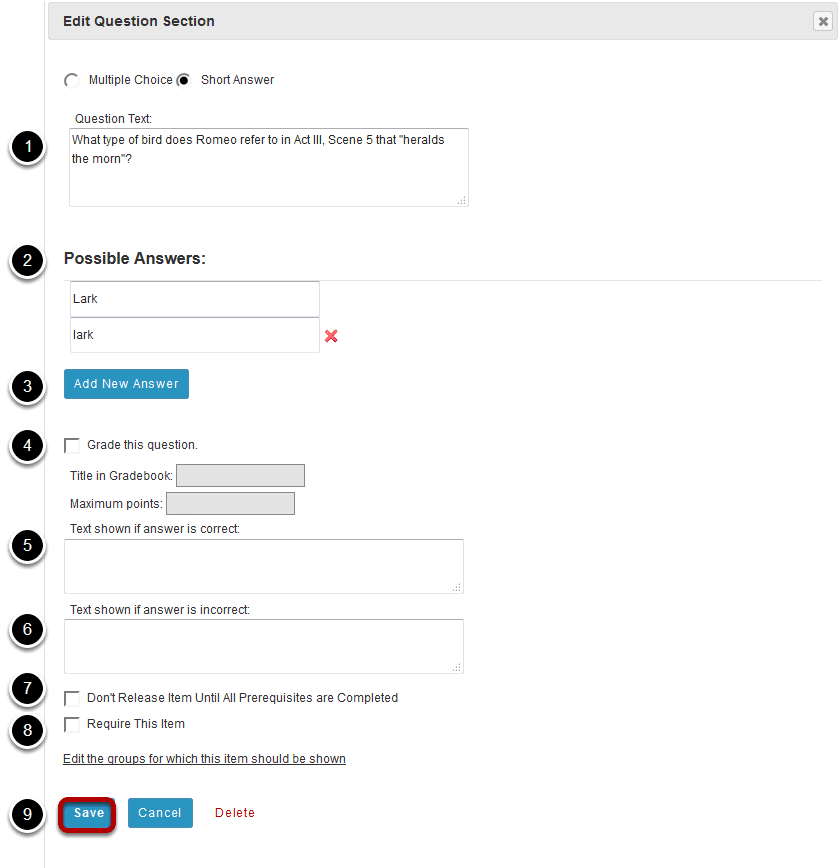 Edit Question Section
Multiple Choice Short Answer
Question Text:
1
What type of bird does Romeo refer to in Act III, Scene 5 that "heralds
the morn"?
2
Possible Answers:
Lark
lark
3
Add New Answer
4
Grade this question.
Title in Gradebook:
Maximum points:
Text shown if answer is correct:
5
Text shown if answer is incorrect:
6
7
Don't Release Item Until All Prerequisites are Completed
8
Require This Item
Edit the groups for which this item should be shown
9
Save Cancel Delete